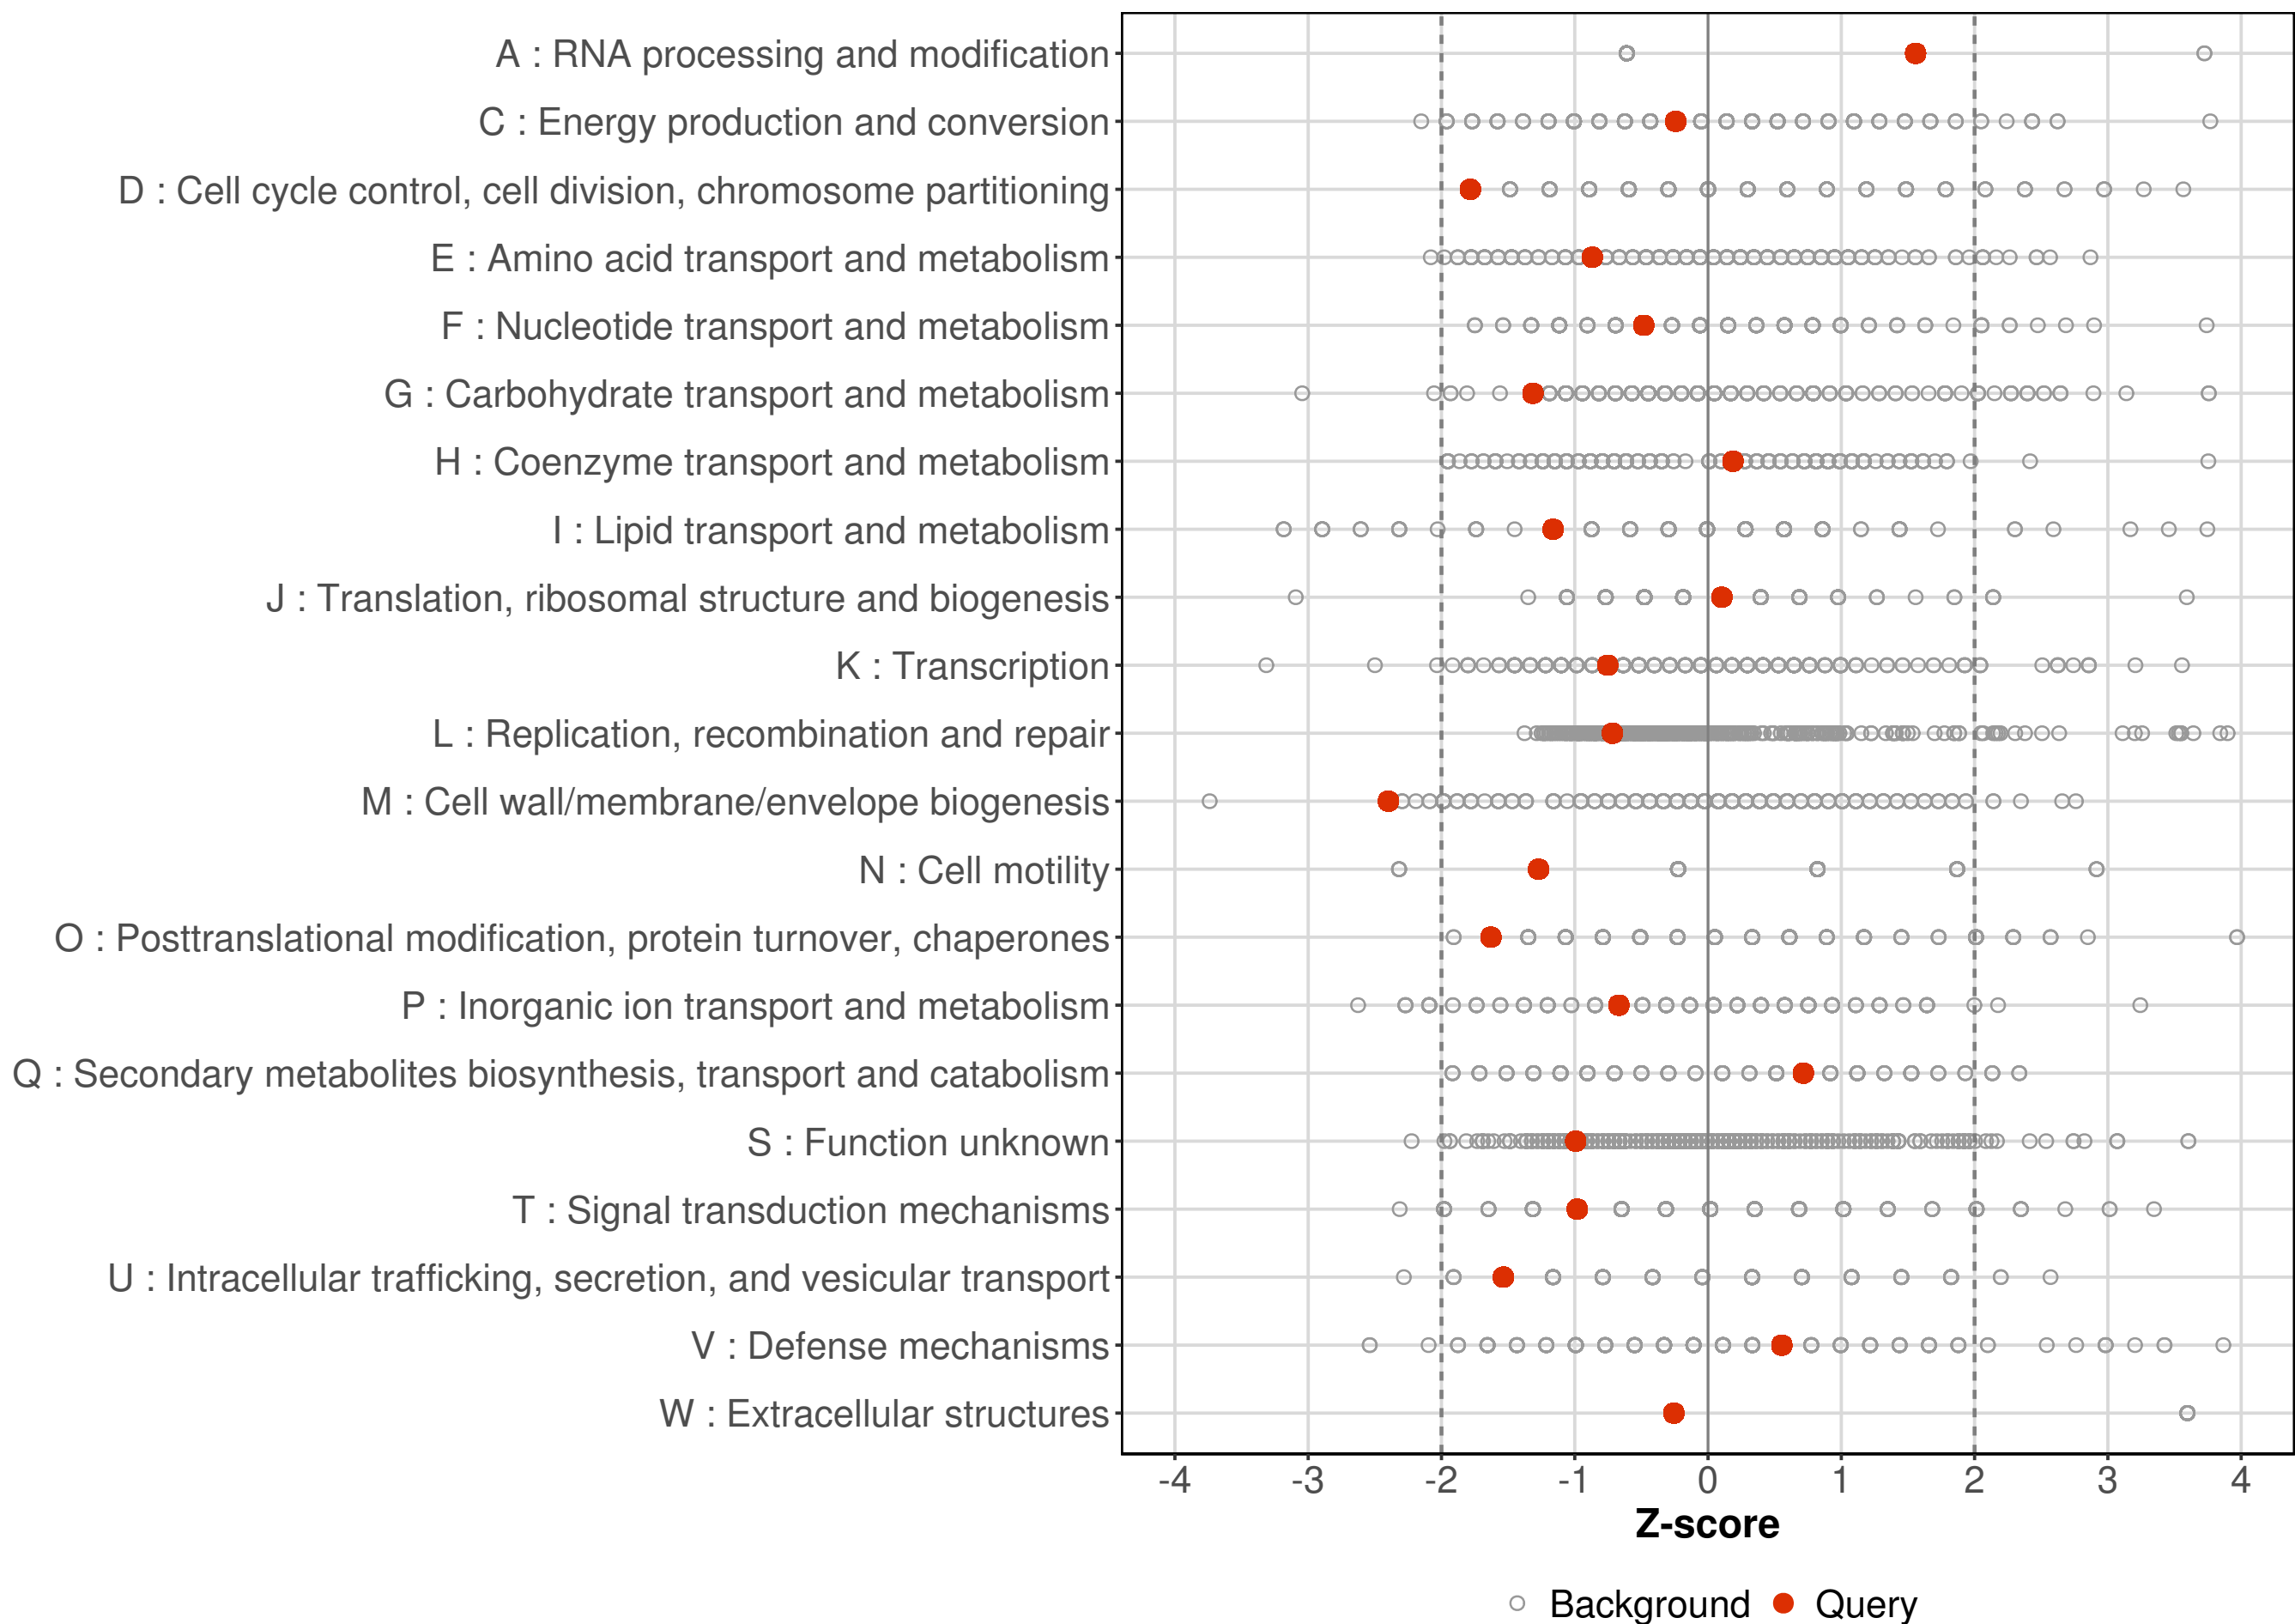 A : RNA processing and modification
C : Energy production and conversion
D : Cell cycle control, cell division, chromosome partitioning
E : Amino acid transport and metabolism
F : Nucleotide transport and metabolism
G : Carbohydrate transport and metabolism
H : Coenzyme transport and metabolism
I : Lipid transport and metabolism
J : Translation, ribosomal structure and biogenesis
K : Transcription
L : Replication, recombination and repair
M : Cell wall/membrane/envelope biogenesis
N : Cell motility
O : Posttranslational modification, protein turnover, chaperones
P : Inorganic ion transport and metabolism
Q : Secondary metabolites biosynthesis, transport and catabolism
S : Function unknown
T : Signal transduction mechanisms
U : Intracellular trafficking, secretion, and vesicular transport
V : Defense mechanisms
W : Extracellular structures
-4 -3 -2 -1 0 1 2 3 4
Z-score
Background Query